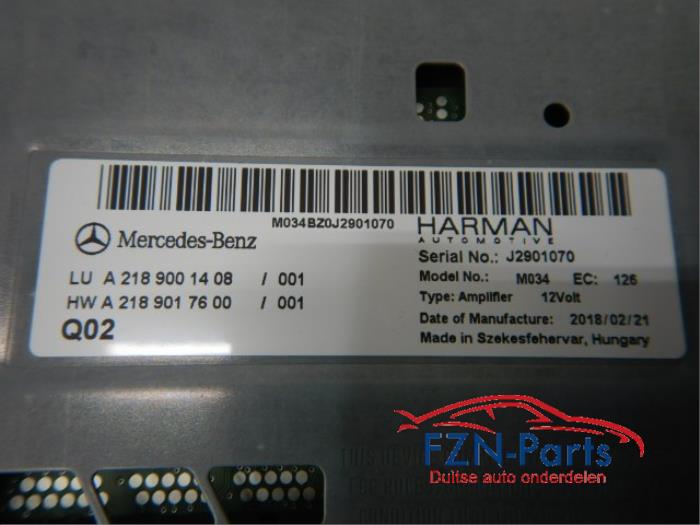 M034BZ0J2901070
Mercedes-Benz
HARMAN
AUTOMOTIVE
Serial No.: J2901070
LU A 218 900 14 08 / 001
Model No.: M034 EC: 126
HW A 218 901 76 00 / 001
Type: Amplifier 12Volt
Q02
Date of Manufacture: 2018/02/21
Made in Szekesfehervar, Hungary
THIS DEVI
FZN-Parts
Duitse auto onderdelen